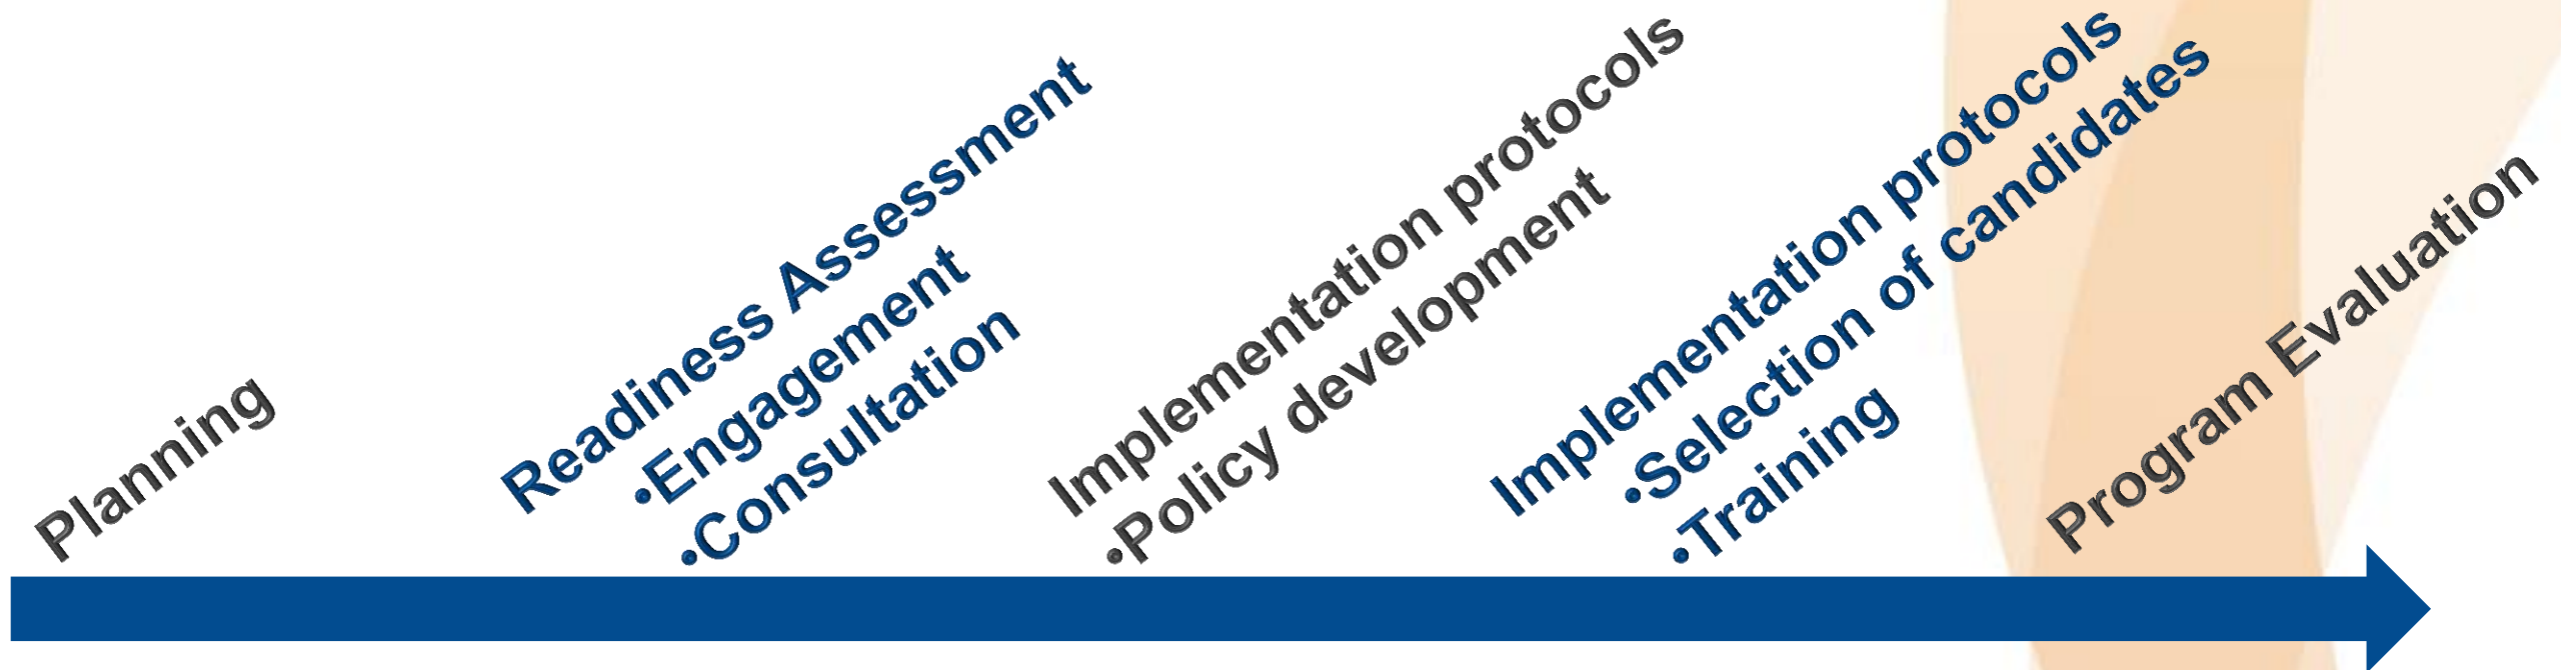 Planning
Readiness Assessment
•Engagement
•Consultation
Implementation protocols
•Policy development
Implementation protocols
•Selection of candidates
•Training
Program Evaluation